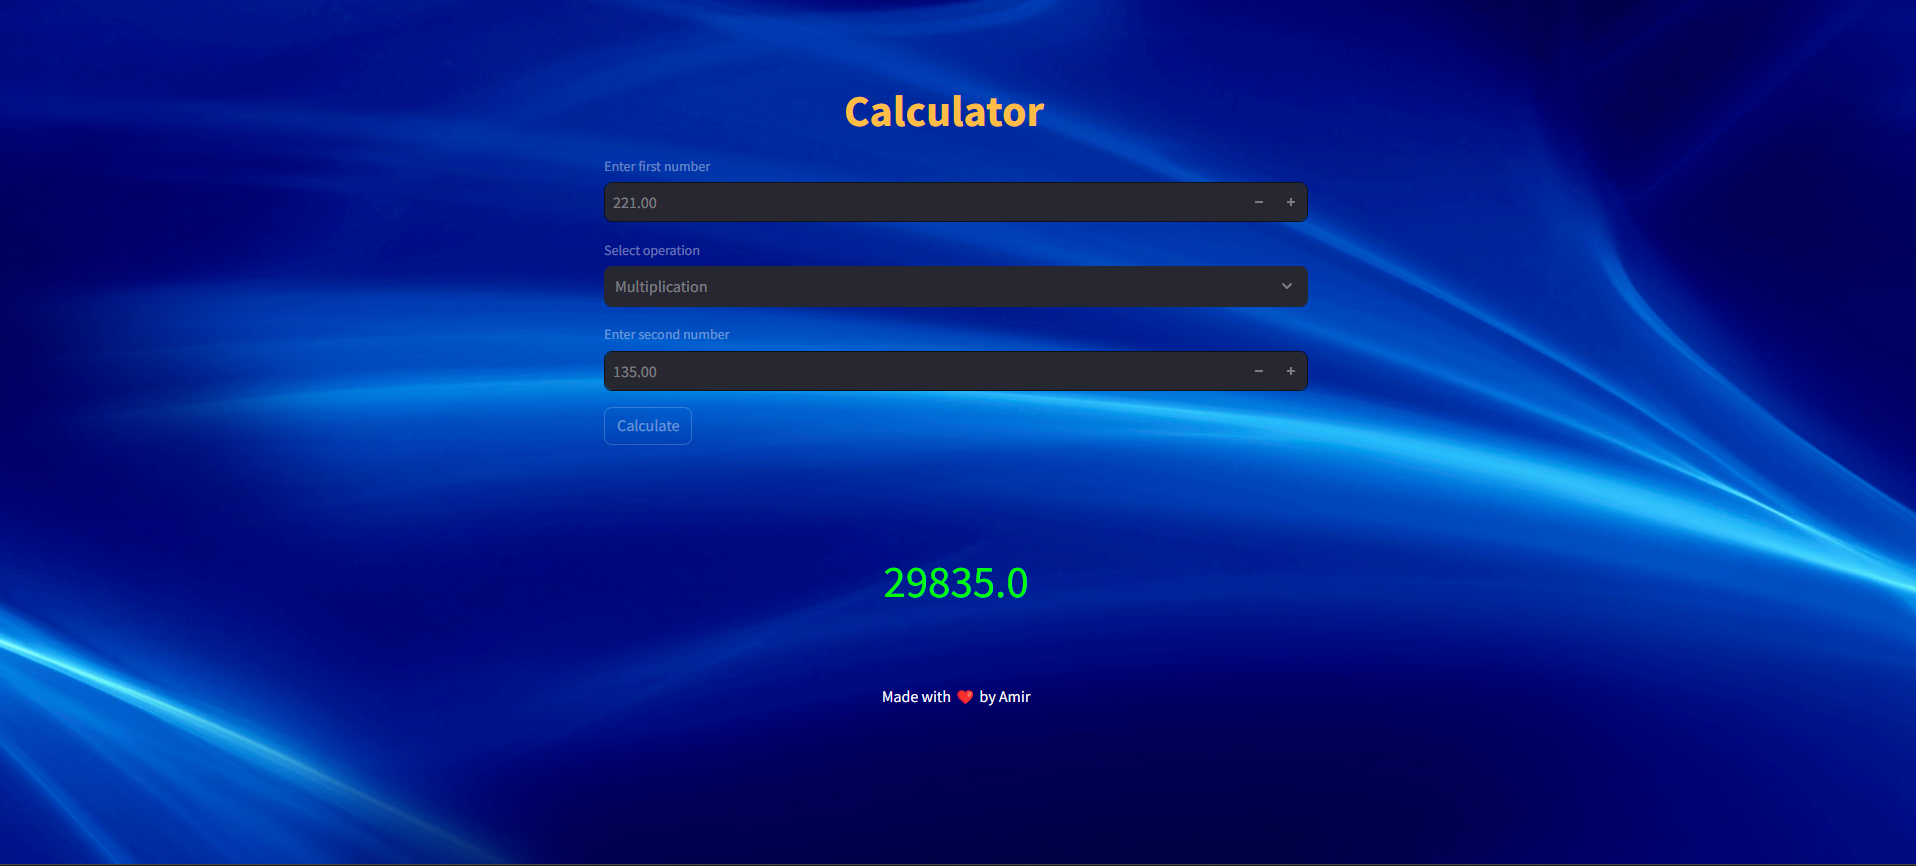 Calculator
Enter first number
221.00
Select operation
Multiplication
Enter second number
135.00
Calculate
29835.0
Made with ❤️ by Amir